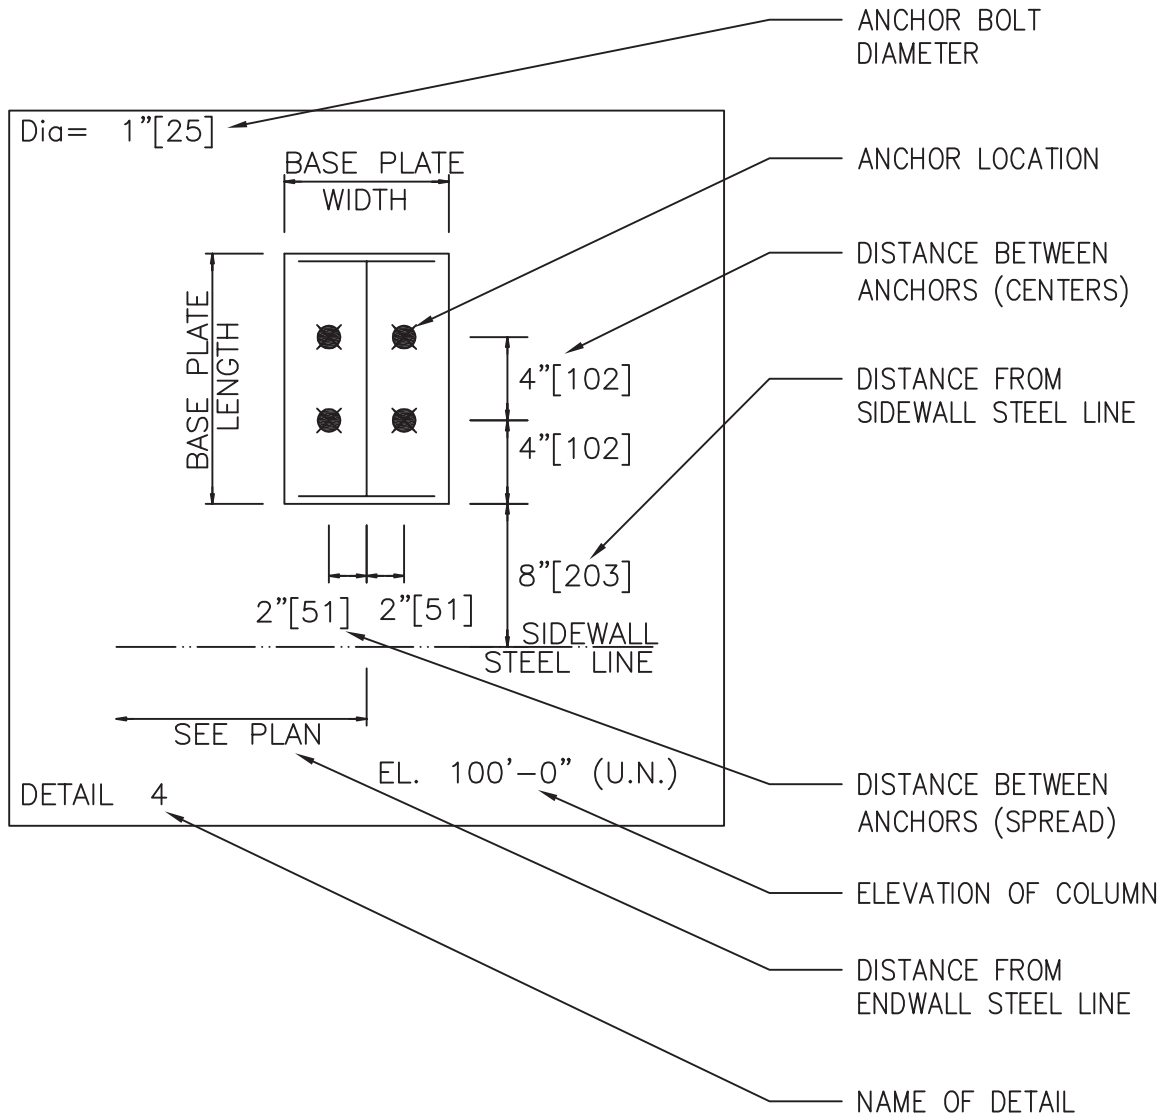 ANCHOR BOLT
DIAMETER
Dia= 1"[25]
BASE PLATE
WIDTH
ANCHOR LOCATION
DISTANCE BETWEEN
ANCHORS (CENTERS)
BASE PLATE
LENGTH
4"[102]
DISTANCE FROM
SIDEWALL STEEL LINE
4"[102]
8"[203]
2"[51] 2"[51]
SIDEWALL
STEEL LINE
SEE PLAN
EL. 100'-0" (U.N.)
DETAIL 4
DISTANCE BETWEEN
ANCHORS (SPREAD)
ELEVATION OF COLUMN
DISTANCE FROM
ENDWALL STEEL LINE
NAME OF DETAIL